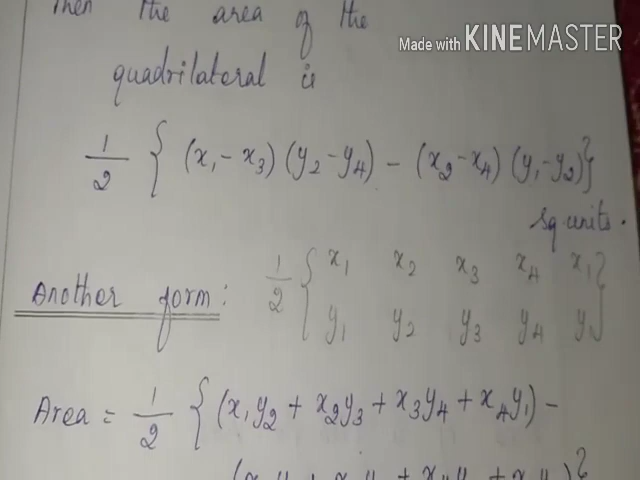 Then the area of the
Made with KINEMASTER
quadrilateral is
1/2 { (x₁ - x₃) (y₂ - y₄) - (x₂ - x₄) (y₁ - y₂) }
sq units.
Another form: 1/2 { x₁ x₂ x₃ x₄ x₁
y₁ y₂ y₃ y₄ y₁ }
Area = 1/2 { (x₁y₂ + x₂y₃ + x₃y₄ + x₄y₁) -